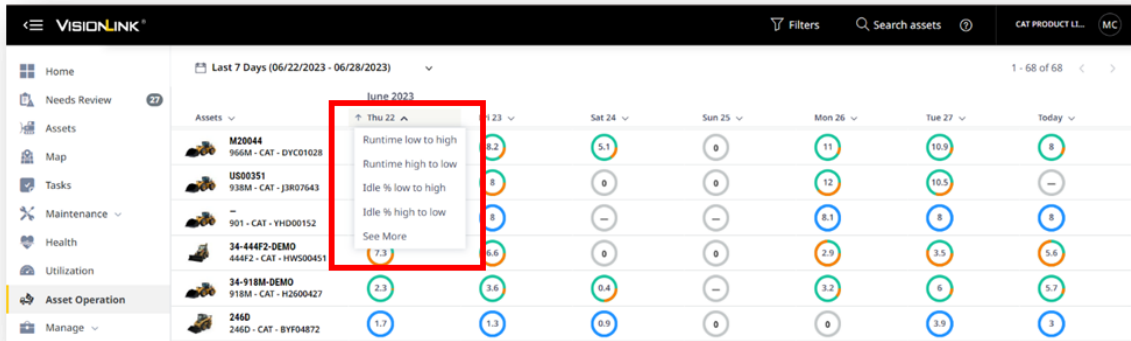 VISIONLINK®
Filters
Search assets
CAT PRODUCT LI...
MC
Home
Needs Review 27
Assets
Map
Tasks
Maintenance
Health
Utilization
Asset Operation
Manage
Last 7 Days (06/22/2023 - 06/28/2023)
1 - 68 of 68
June 2023
Assets ↑ Thu 22 Fri 23 Sat 24 Sun 25 Mon 26 Tue 27 Today
Runtime low to high
Runtime high to low
Idle % low to high
Idle % high to low
See More
M20044
966M - CAT - DYC01028
8.2 5.1 0 11 10.9 8
US00351
938M - CAT - J3R07643
8 0 0 12 10.5 —
—
901 - CAT - YHD00152
8 — — 8.1 8 8
34-444F2-DEMO
444F2 - CAT - HWS00451
7.3 6.6 0 0 2.9 3.5 5.6
34-918M-DEMO
918M - CAT - H2600427
2.3 3.6 0.4 — 3.2 6 5.7
246D
246D - CAT - BYF04872
1.7 1.3 0.9 0 0 3.9 3